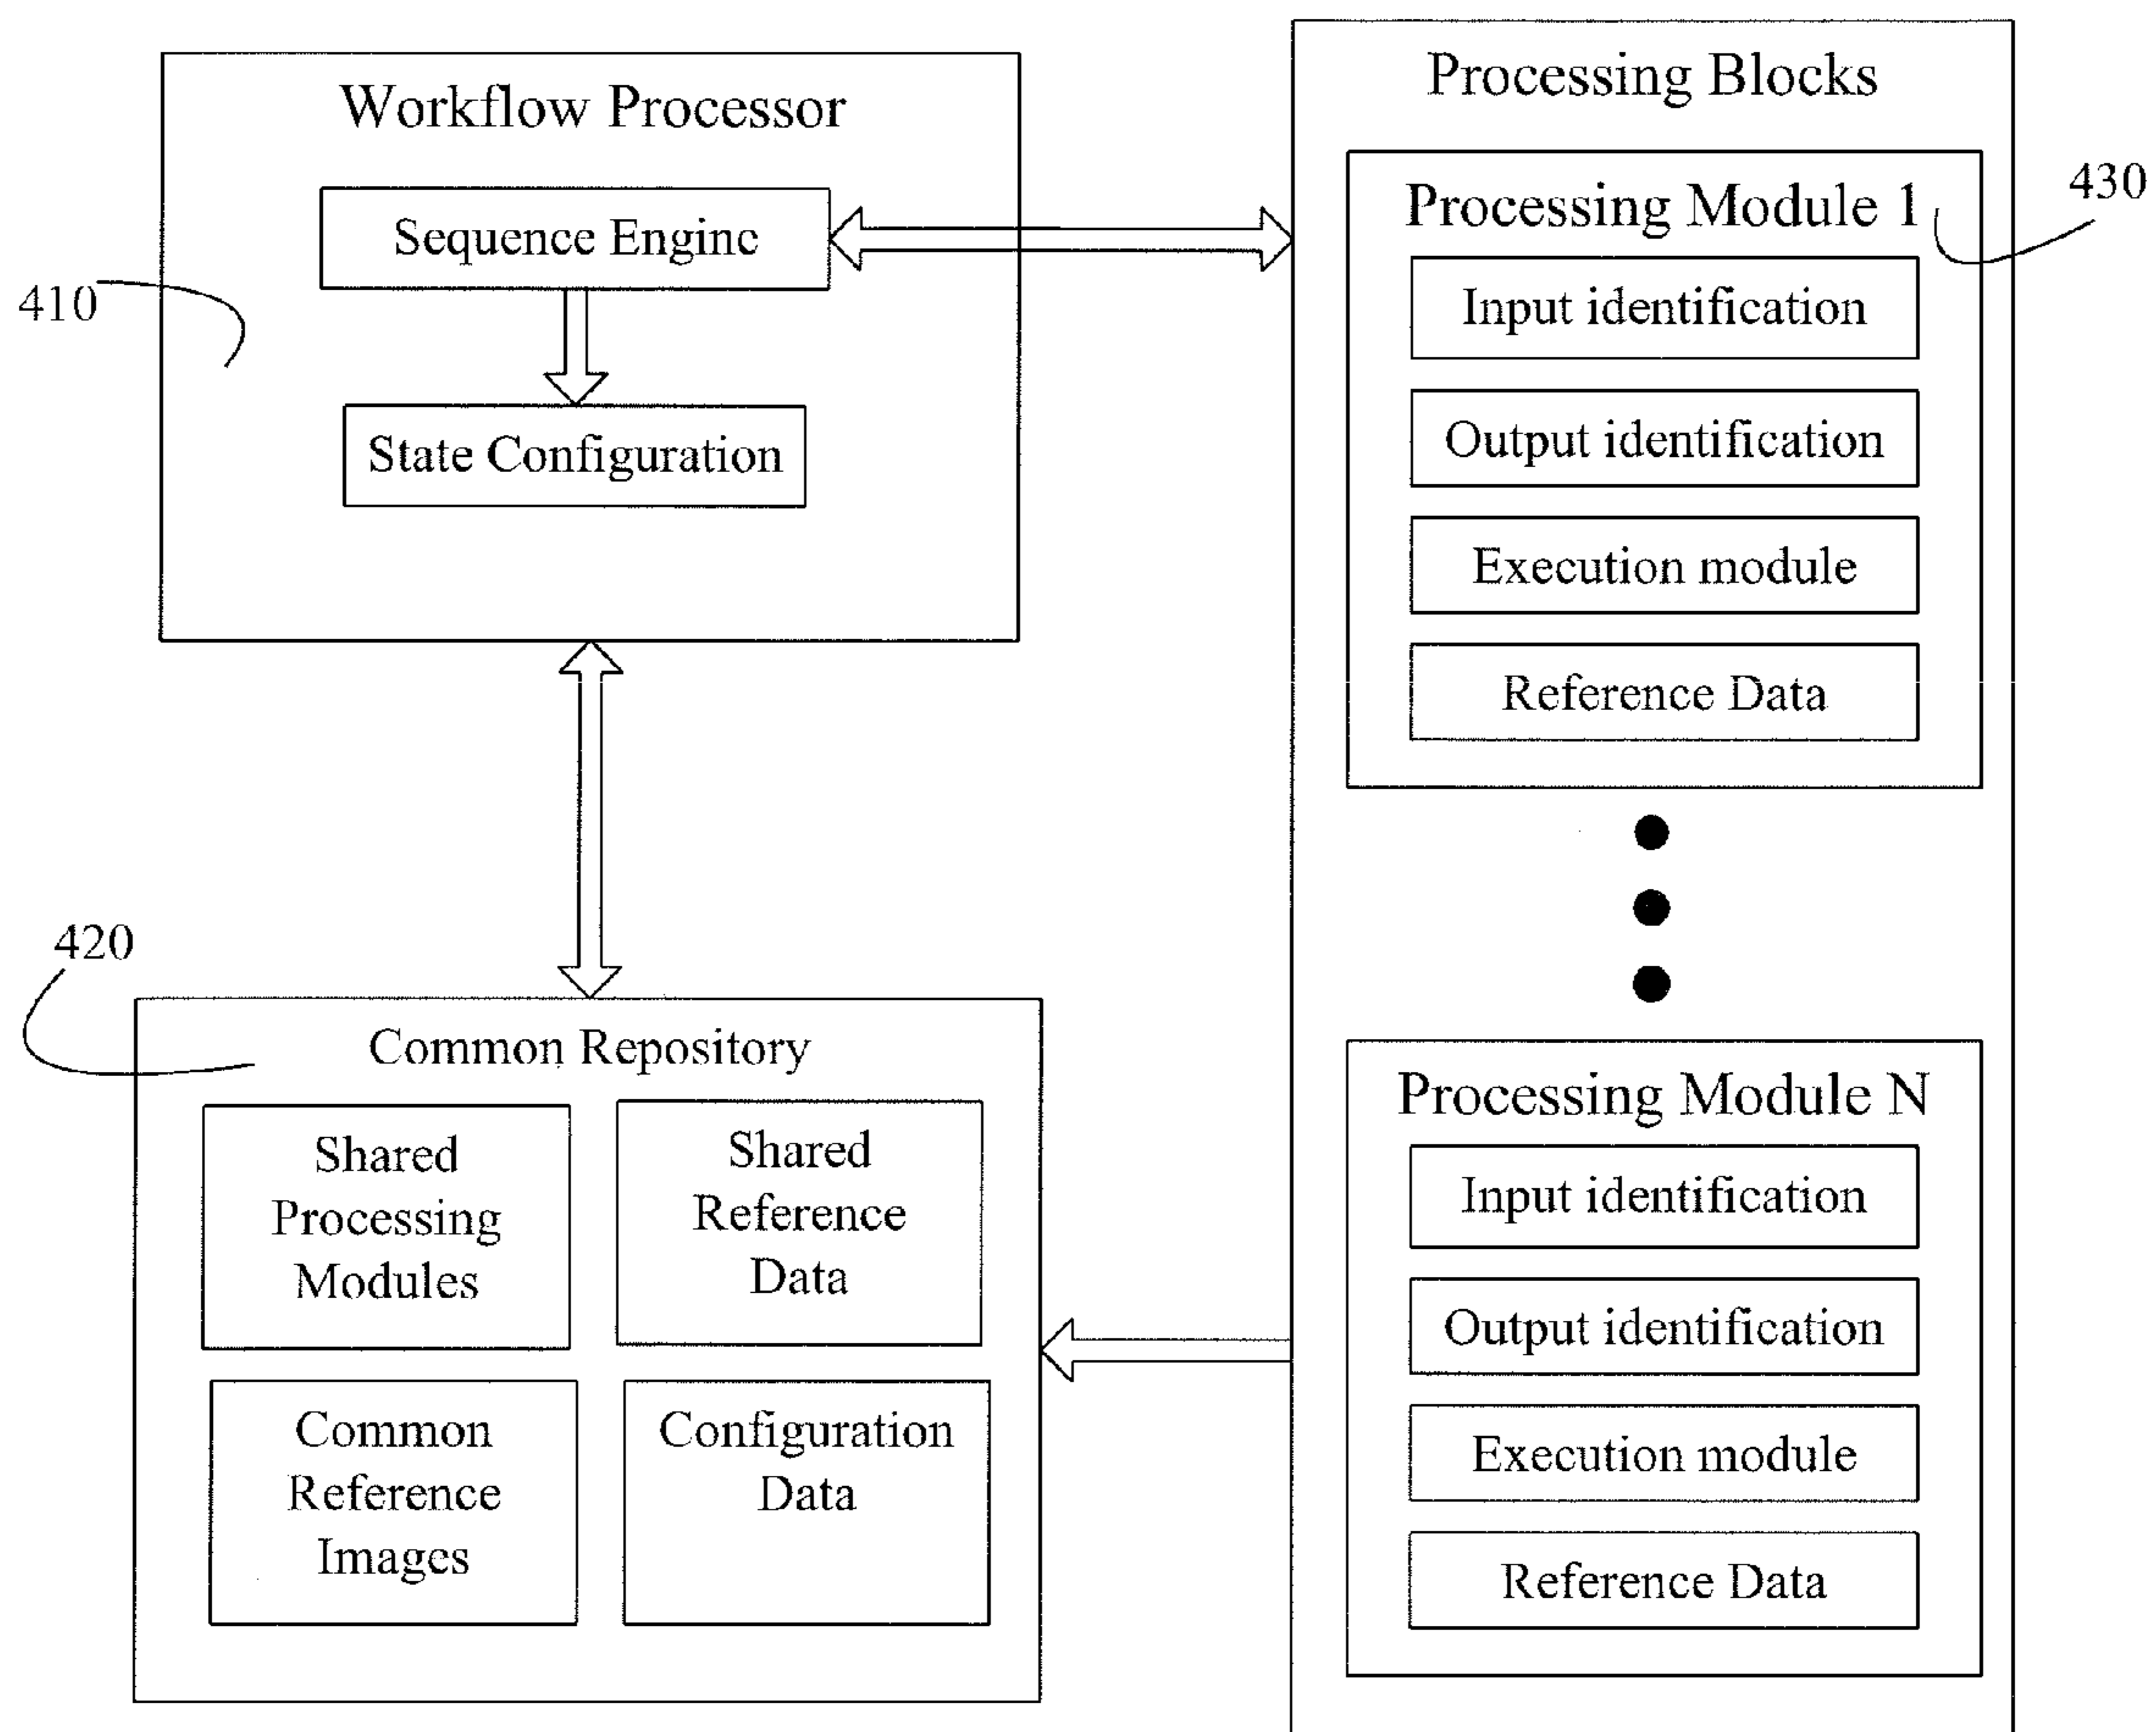 Workflow Processor
Sequence Engine
State Configuration
410
Processing Blocks
Processing Module 1
430
Input identification
Output identification
Execution module
Reference Data
Processing Module N
Input identification
Output identification
Execution module
Reference Data
420
Common Repository
Shared
Processing
Modules
Shared
Reference
Data
Common
Reference
Images
Configuration
Data